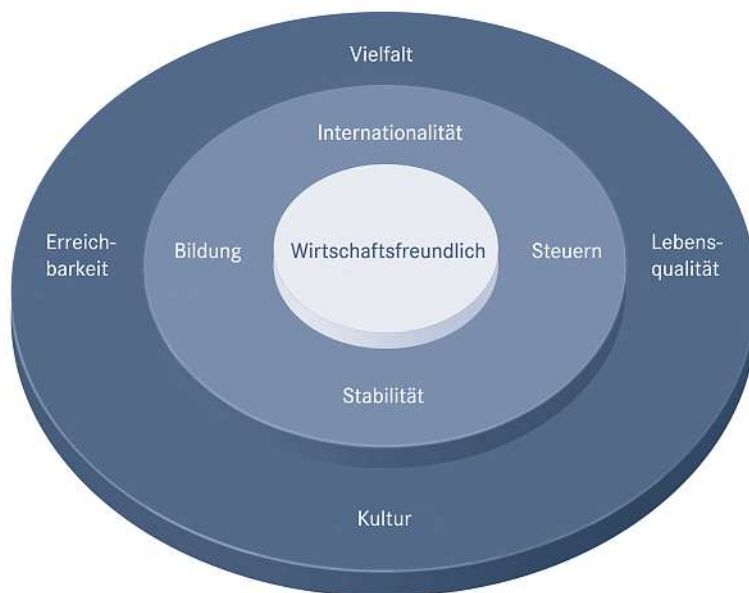 Vielfalt
Internationalität
Erreich-
barkeit
Bildung
Wirtschaftsfreundlich
Steuern
Lebens-
qualität
Stabilität
Kultur